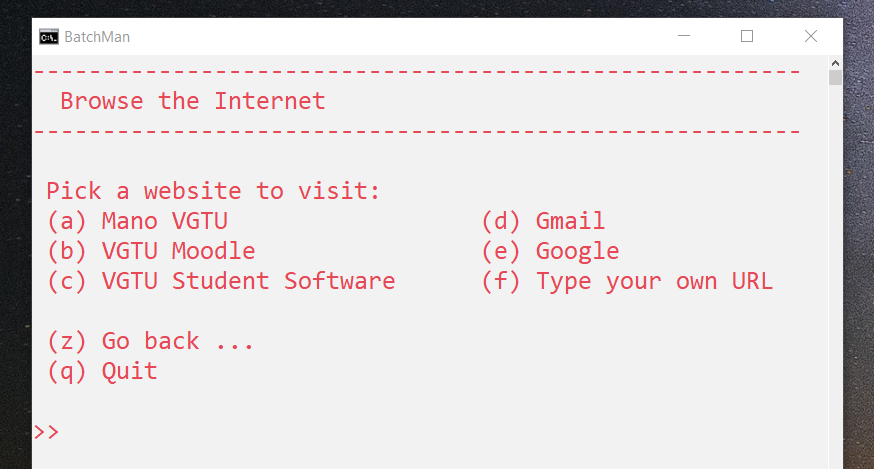 BatchMan
-------------------------------------------------------
Browse the Internet
-------------------------------------------------------
Pick a website to visit:
(a) Mano VGTU (d) Gmail
(b) VGTU Moodle (e) Google
(c) VGTU Student Software (f) Type your own URL
(z) Go back ...
(q) Quit
>>